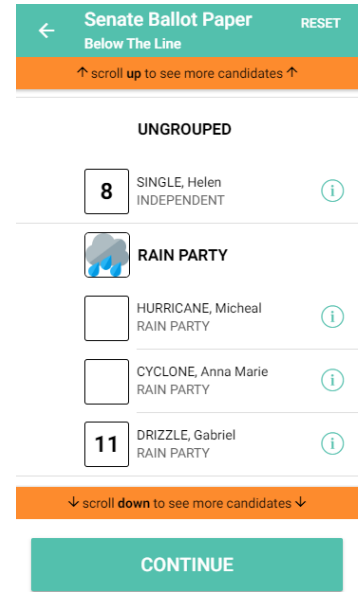 ← Senate Ballot Paper RESET
Below The Line
↑ scroll up to see more candidates ↑
UNGROUPED
8 SINGLE, Helen
INDEPENDENT
RAIN PARTY
HURRICANE, Micheal
RAIN PARTY
CYCLONE, Anna Marie
RAIN PARTY
11 DRIZZLE, Gabriel
RAIN PARTY
↓ scroll down to see more candidates ↓
CONTINUE